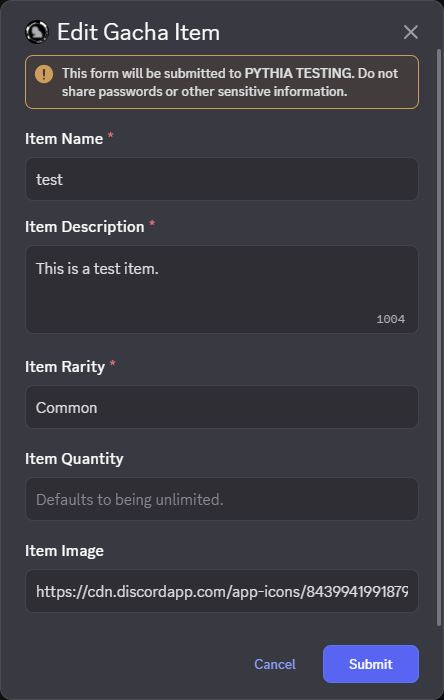 Edit Gacha Item
This form will be submitted to PYTHIA TESTING. Do not
share passwords or other sensitive information.
Item Name *
test
Item Description *
This is a test item.
1004
Item Rarity *
Common
Item Quantity
Defaults to being unlimited.
Item Image
https://cdn.discordapp.com/app-icons/8439941991879
Cancel
Submit